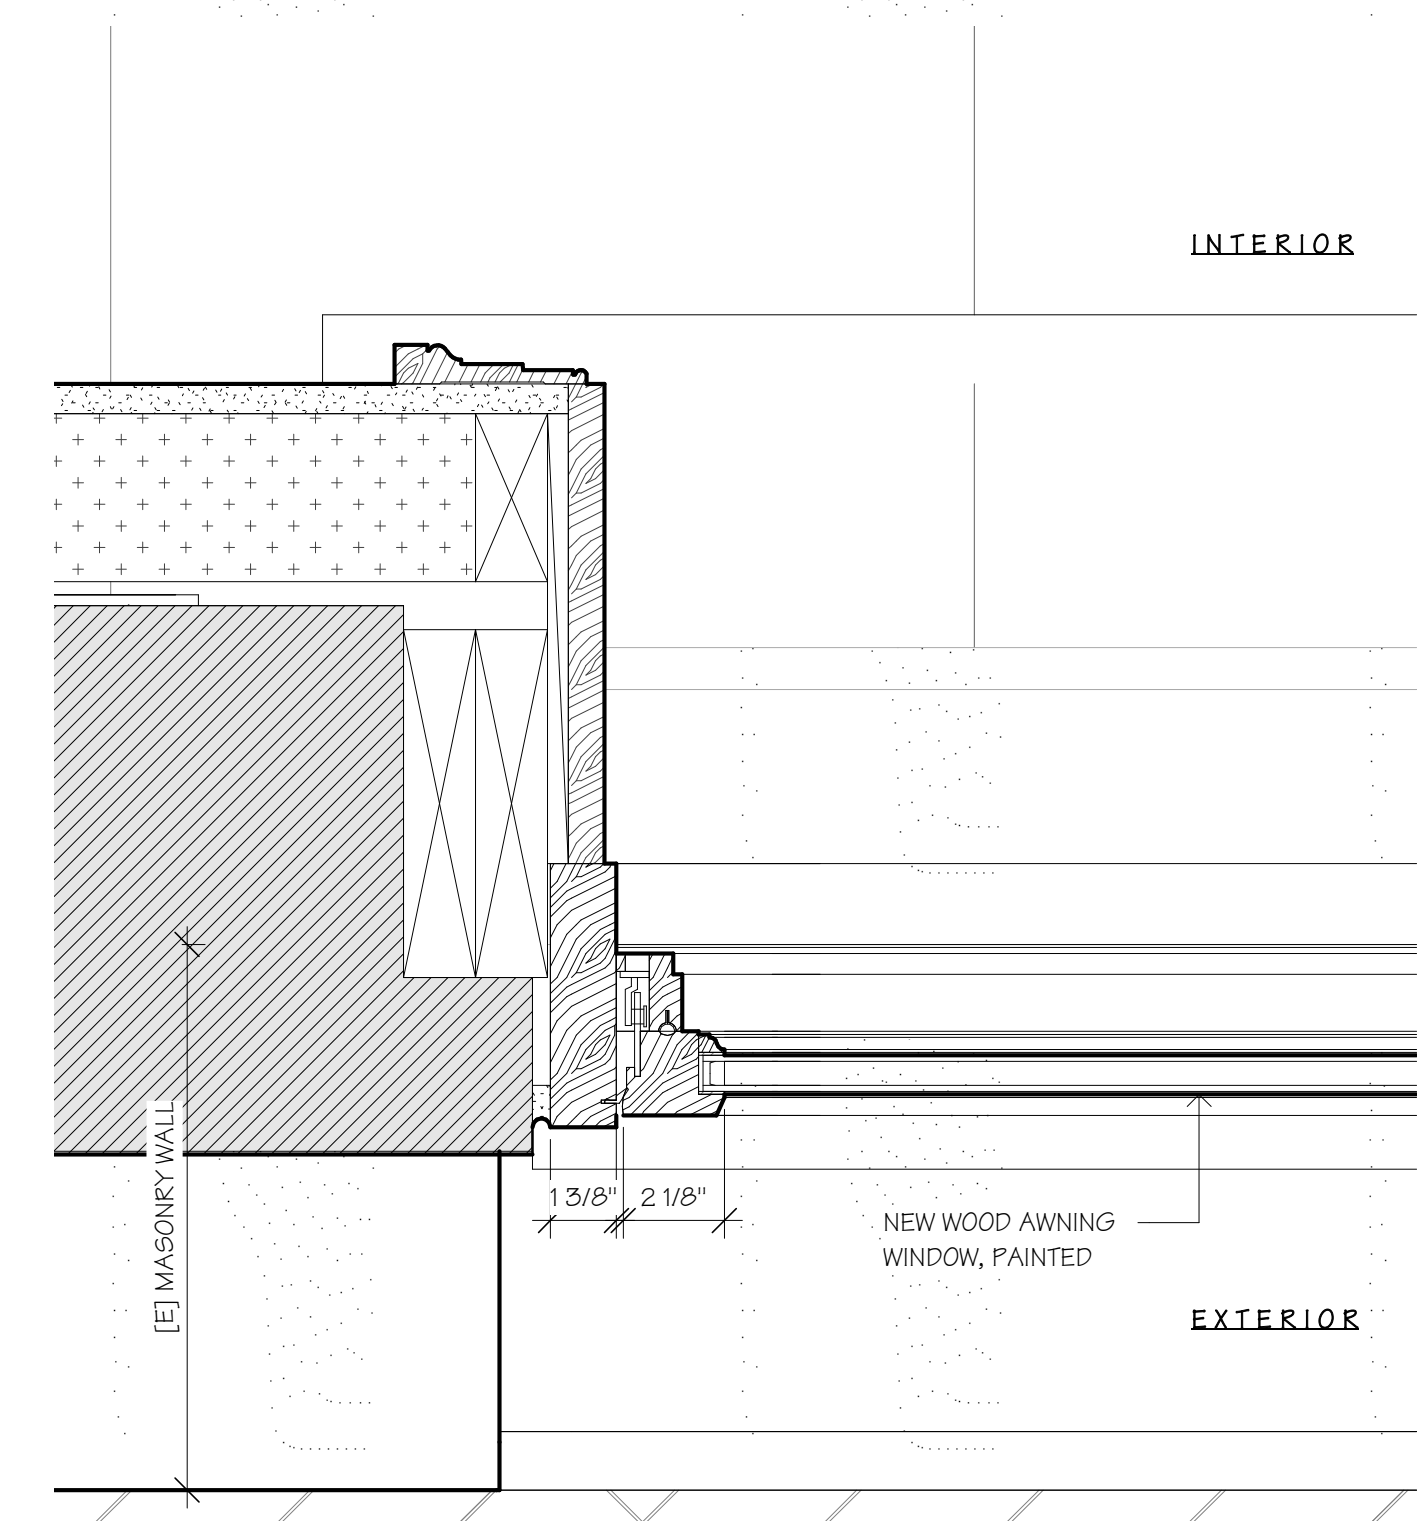 INTERIOR
[E] MASONRY WALL
1 3/8" 2 1/8"
NEW WOOD AWNING
WINDOW, PAINTED
EXTERIOR